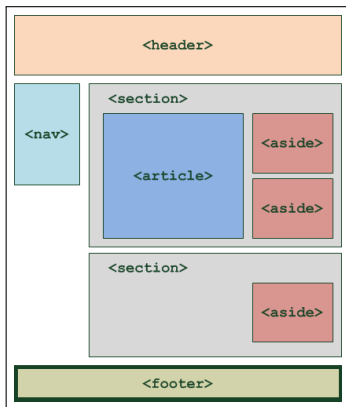 <header>
<nav>
<section>
<article>
<aside>
<aside>
<section>
<aside>
<footer>